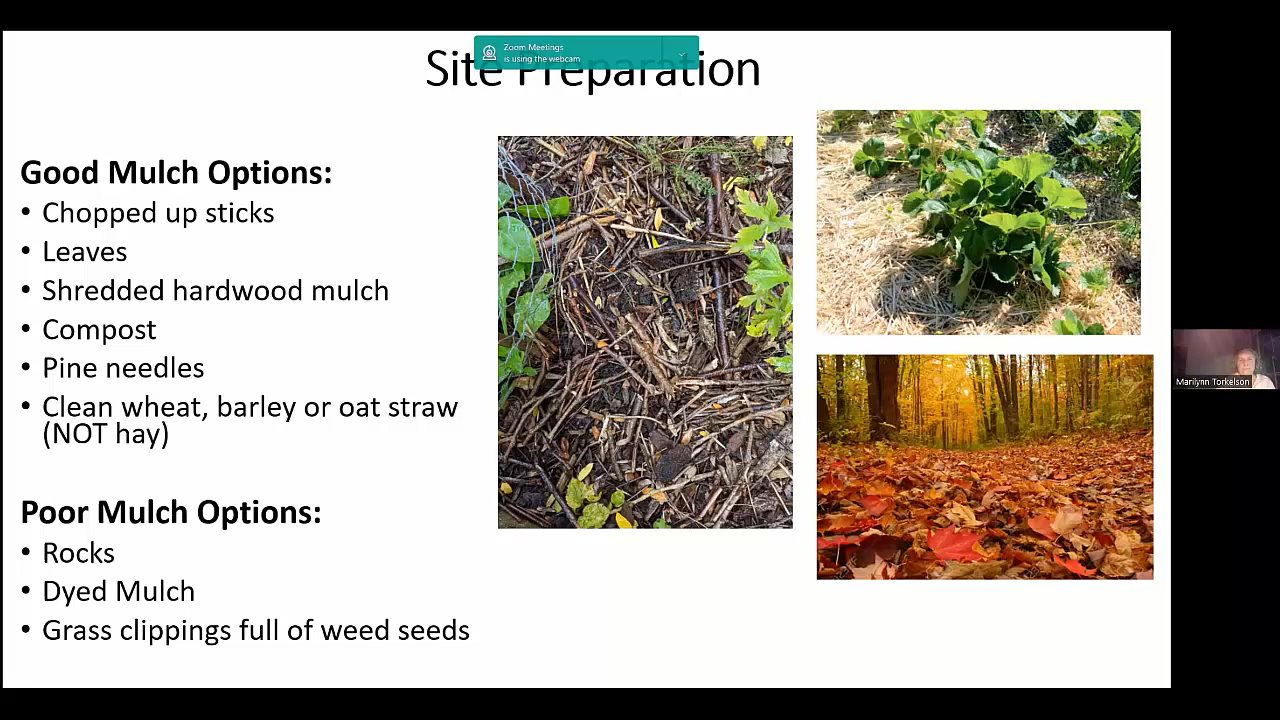 Zoom Meetings
is using the webcam
Site Preparation
Good Mulch Options:
• Chopped up sticks
• Leaves
• Shredded hardwood mulch
• Compost
• Pine needles
• Clean wheat, barley or oat straw
(NOT hay)
Poor Mulch Options:
• Rocks
• Dyed Mulch
• Grass clippings full of weed seeds
Marilynn Torkelson